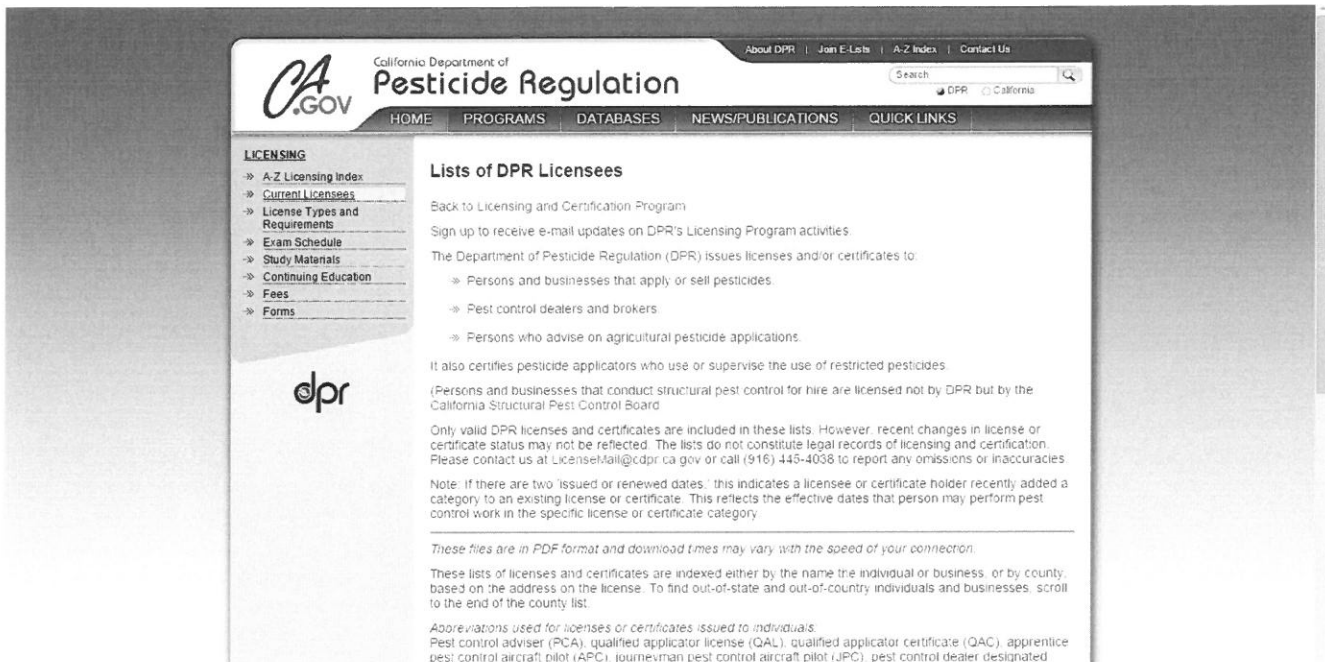 About DPR | Join E-Lists | A-Z Index | Contact Us
CA.GOV
California Department of
Pesticide Regulation
Search
DPR California
HOME PROGRAMS DATABASES NEWS/PUBLICATIONS QUICK LINKS
LICENSING
A-Z Licensing Index
Current Licensees
License Types and
Requirements
Exam Schedule
Study Materials
Continuing Education
Fees
Forms
dpr
Lists of DPR Licensees
Back to Licensing and Certification Program
Sign up to receive e-mail updates on DPR's Licensing Program activities.
The Department of Pesticide Regulation (DPR) issues licenses and/or certificates to:
Persons and businesses that apply or sell pesticides.
Pest control dealers and brokers.
Persons who advise on agricultural pesticide applications.
It also certifies pesticide applicators who use or supervise the use of restricted pesticides.
(Persons and businesses that conduct structural pest control for hire are licensed not by DPR but by the
California Structural Pest Control Board
Only valid DPR licenses and certificates are included in these lists. However, recent changes in license or
certificate status may not be reflected. The lists do not constitute legal records of licensing and certification.
Please contact us at LicenseMail@cdpr.ca.gov or call (916) 445-4038 to report any omissions or inaccuracies.
Note: If there are two "issued or renewed dates," this indicates a licensee or certificate holder recently added a
category to an existing license or certificate. This reflects the effective dates that person may perform pest
control work in the specific license or certificate category.
These files are in PDF format and download times may vary with the speed of your connection.
These lists of licenses and certificates are indexed either by the name the individual or business, or by county,
based on the address on the license. To find out-of-state and out-of-country individuals and businesses, scroll
to the end of the county list.
Abbreviations used for licenses or certificates issued to individuals:
Pest control adviser (PCA), qualified applicator license (QAL), qualified applicator certificate (QAC), apprentice
pest control aircraft pilot (APC), journeyman pest control aircraft pilot (JPC), pest control dealer designated